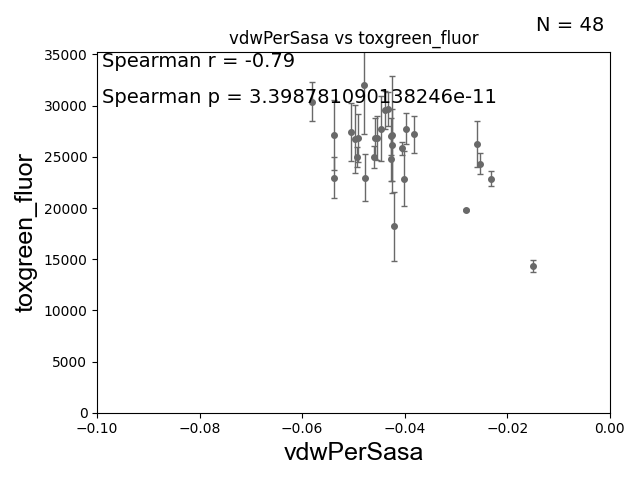 N = 48
vdwPerSasa vs toxgreen_fluor
Spearman r = -0.79
Spearman p = 3.398781090138246e-11
35000
30000
25000
20000
15000
10000
5000
0
toxgreen_fluor
−0.10 −0.08 −0.06 −0.04 −0.02 0.00
vdwPerSasa